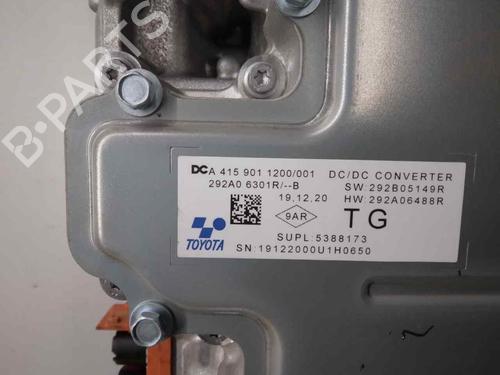 B-Parts
DCA 415 901 1200/001 DC/DC CONVERTER
292A0 6301R/--B SW:292B05149R
19.12.20 HW:292A06488R
9AR TG
TOYOTA
SUPL:5388173
SN:19122000U1H0650